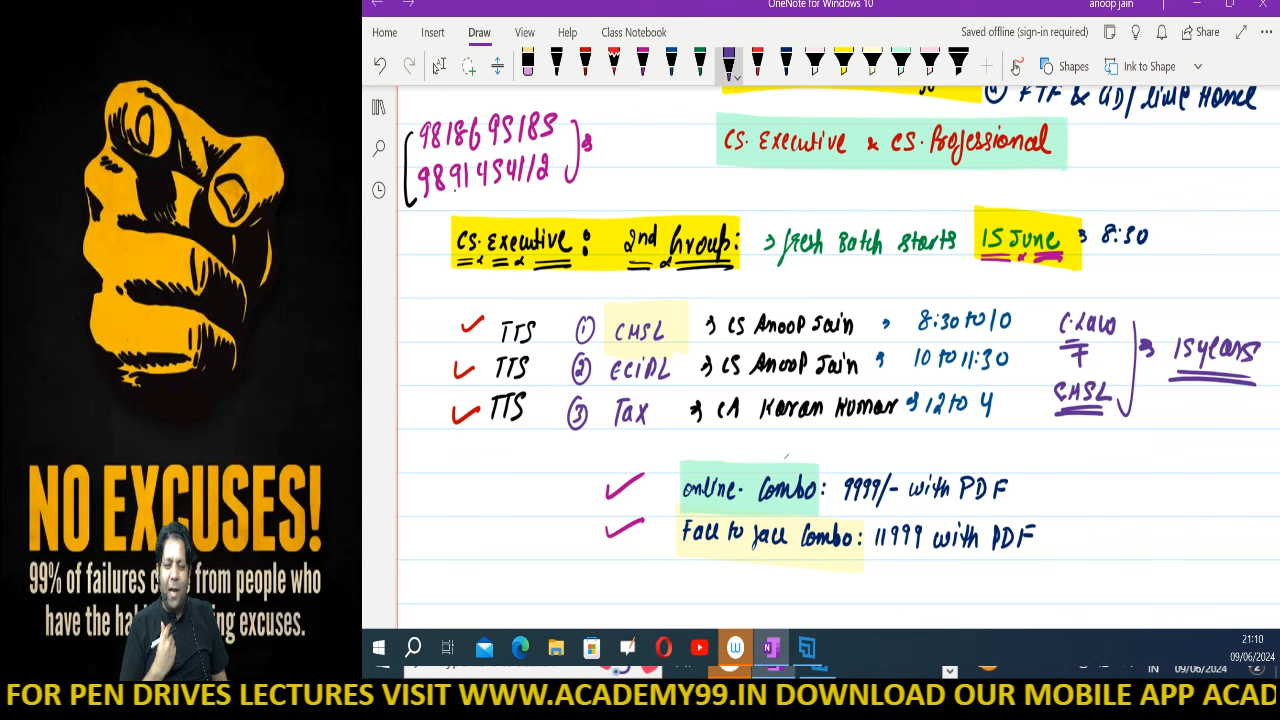 OneNote for Windows 10
anoop jain
Home Insert Draw View Help Class Notebook
Saved offline (sign-in required) Share
Shapes Ink to Shape
CS. Executive & CS. Professional
9818695185
9891454112
CS. Executive: 2nd Group: fresh Batch starts 15 June 8:30
TTS ① CMSL CS Anoop Jain 8:30 to 10
TTS ② ECIPL CS Anoop Jain 10 to 11:30
TTS ③ Tax CA Karan Kumar 12 to 4
C. Law
+
CMSL
15 years
online- Combo: 9999/- with PDF
Face to face Combo: 11999 with PDF
NO EXCUSES!
99% of failures from people who
have the ing excuses.
21:10
09/06/2024
IN 09/06/2024
FOR PEN DRIVES LECTURES VISIT WWW.ACADEMY99.IN DOWNLOAD OUR MOBILE APP ACAD